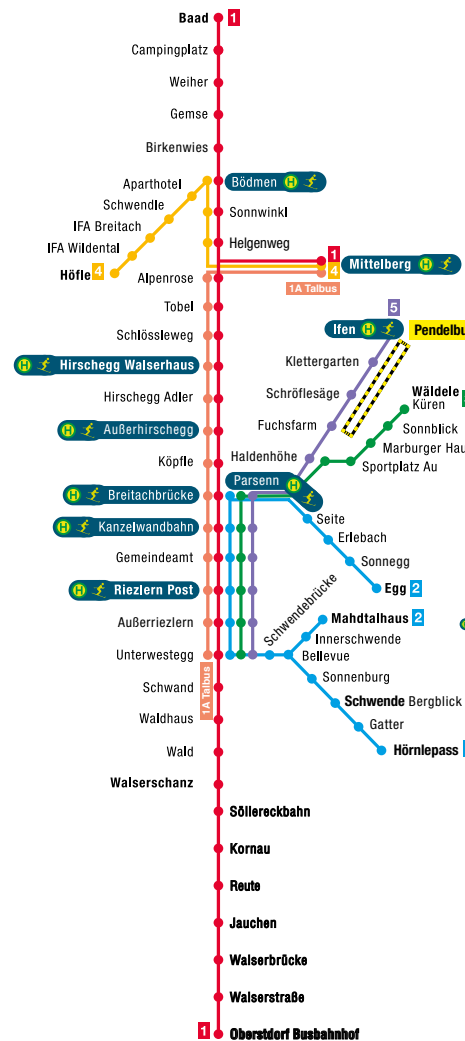 Baad 1
Campingplatz
Weiher
Gemse
Birkenwies
Aparthotel
Bödmen H
Schwendle
Sonnwinkl
IFA Breitach
Helgenweg
IFA Wildental
1
Mittelberg H
Höfle 4
4
Alpenrose
1A Talbus
Tobel
5
Schlössleweg
Ifen H
Pendelbu
Hirschegg Walserhaus
H
Klettergarten
Hirschegg Adler
Schröflesäge
Wäldele
Küren
H Außerhirschegg
Fuchsfarm
Sonnblick
Marburger Hau
Köpfle
Haldenhöhe
Sportplatz Au
H Breitachbrücke
Parsenn H
H Kanzelwandbahn
Seite
Erlebach
Gemeindeamt
Sonnegg
H Riezlern Post
Egg 2
Schwendebrücke
Außerriezlern
Mahdtalhaus 2
Innerschwende
Unterwestegg
Bellevue
1A Talbus
Sonnenburg
Schwand
Schwende Bergblick
Waldhaus
Gatter
Wald
Hörnlepass
Walserschanz
Söllereckbahn
Kornau
Reute
Jauchen
Walserbrücke
Walserstraße
1 Oberstdorf Busbahnhof